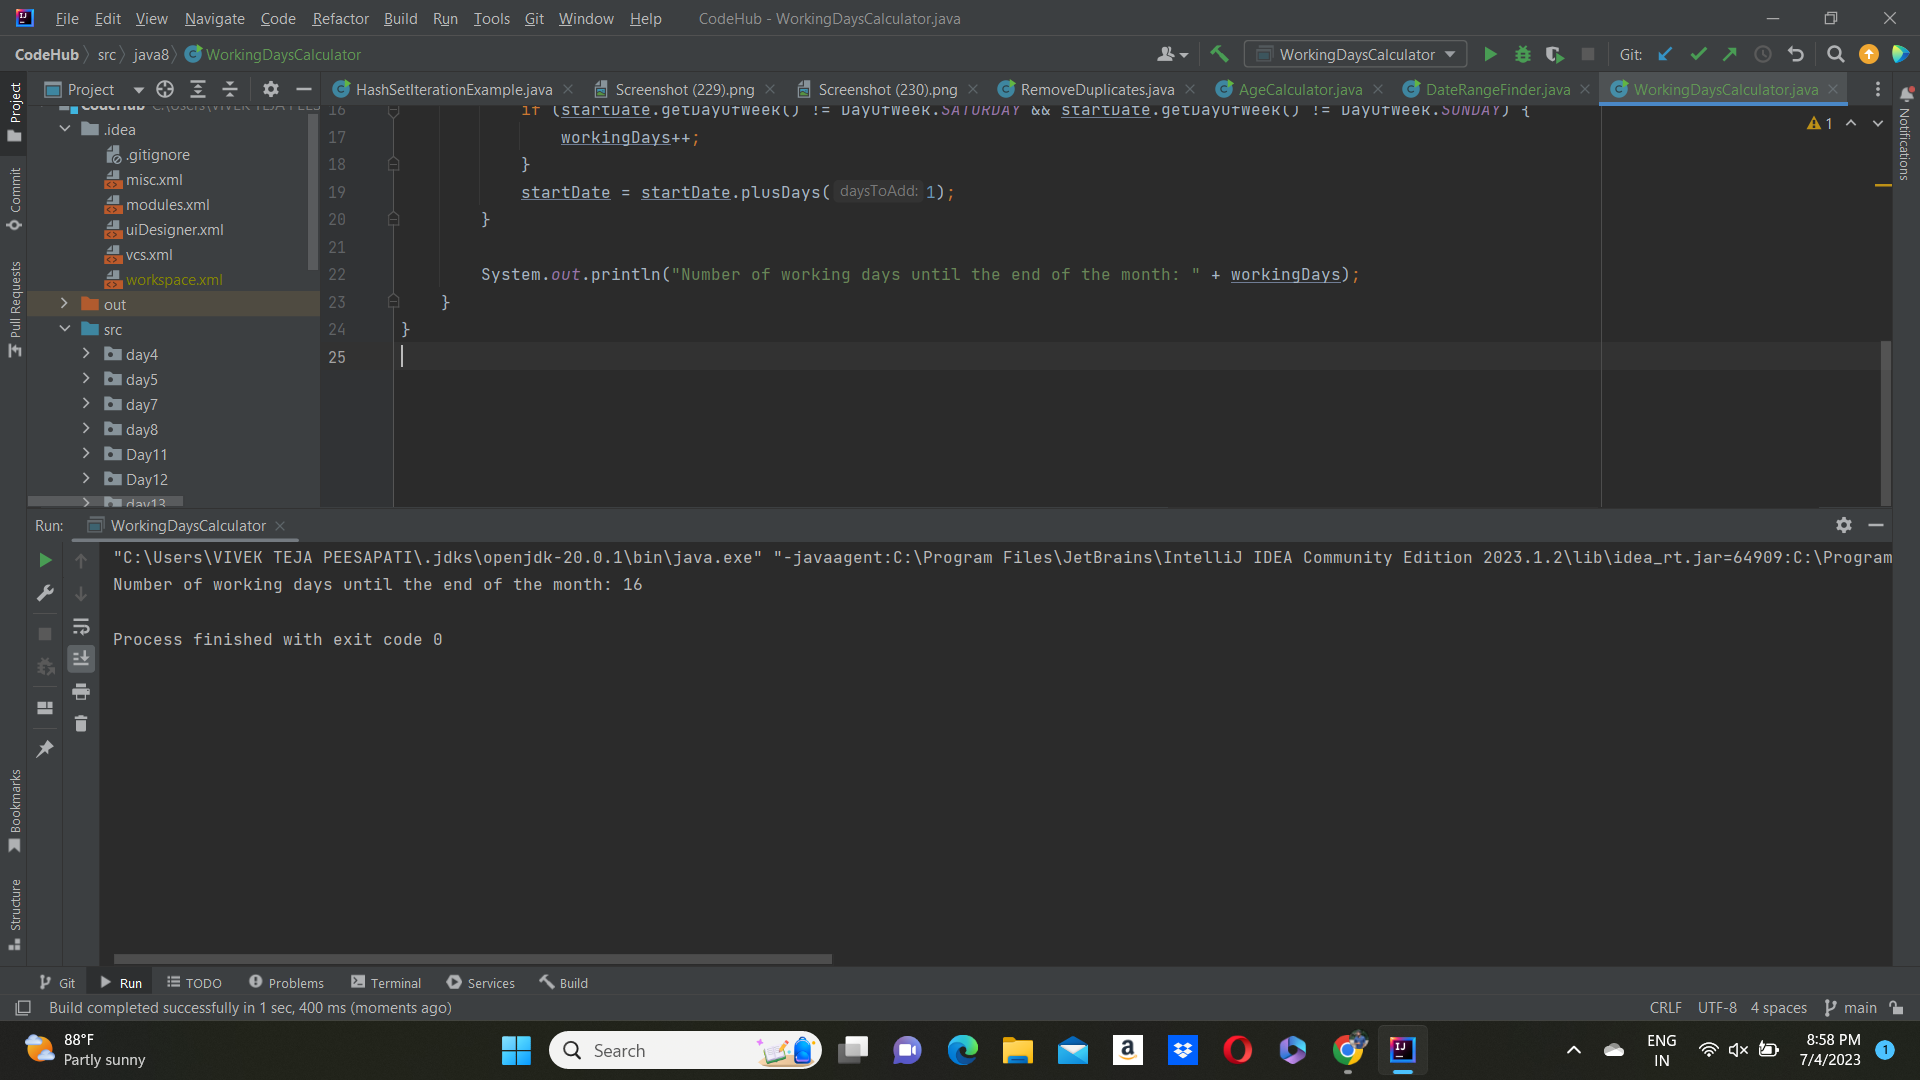 File Edit View Navigate Code Refactor Build Run Tools Git Window Help CodeHub - WorkingDaysCalculator.java
CodeHub src java8 WorkingDaysCalculator
WorkingDaysCalculator
Git:
Project
HashSetIterationExample.java Screenshot (229).png Screenshot (230).png RemoveDuplicates.java AgeCalculator.java DateRangeFinder.java WorkingDaysCalculator.java
Project
Commit
Pull Requests
Bookmarks
Structure
Notifications
CodeHub
.idea
.gitignore
misc.xml
modules.xml
uiDesigner.xml
vcs.xml
workspace.xml
out
src
day4
day5
day7
day8
Day11
Day12
day13
1
16 if (startDate.getDayOfWeek() != DayOfWeek.SATURDAY && startDate.getDayOfWeek() != DayOfWeek.SUNDAY) {
17 workingDays++;
18 }
19 startDate = startDate.plusDays( daysToAdd: 1);
20 }
21
22 System.out.println("Number of working days until the end of the month: " + workingDays);
23 }
24 }
25
Run: WorkingDaysCalculator
"C:\Users\VIVEK TEJA PEESAPATI\.jdks\openjdk-20.0.1\bin\java.exe" "-javaagent:C:\Program Files\JetBrains\IntelliJ IDEA Community Edition 2023.1.2\lib\idea_rt.jar=64909:C:\Program
Number of working days until the end of the month: 16
Process finished with exit code 0
Git Run TODO Problems Terminal Services Build
Build completed successfully in 1 sec, 400 ms (moments ago)
CRLF UTF-8 4 spaces main
88°F
Partly sunny
Search
ENG
IN
8:58 PM
7/4/2023
1